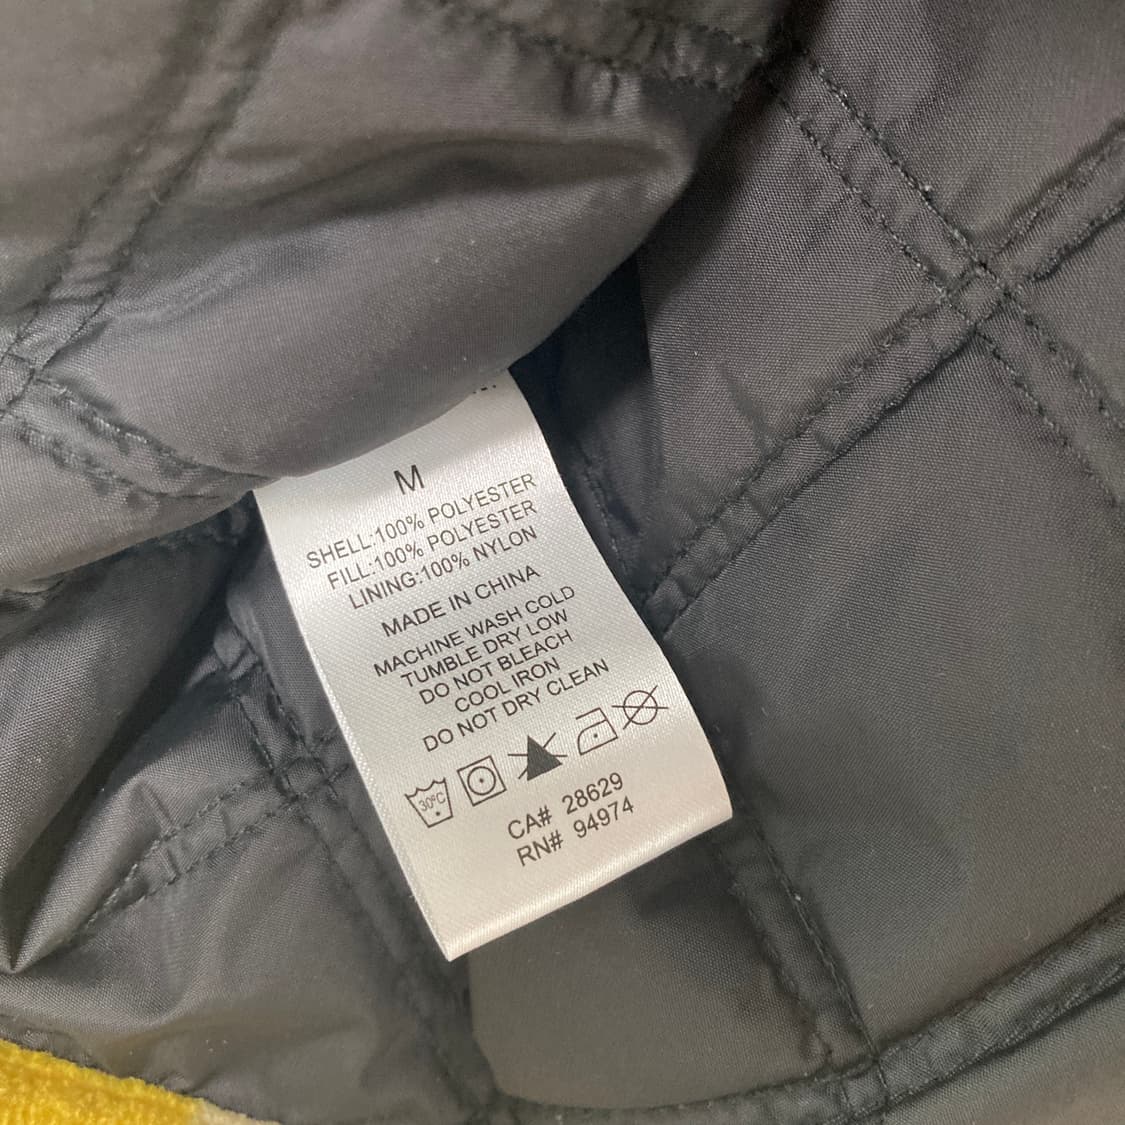 M
SHELL:100% POLYESTER
FILL:100% POLYESTER
LINING:100% NYLON
MADE IN CHINA
MACHINE WASH COLD
TUMBLE DRY LOW
DO NOT BLEACH
COOL IRON
DO NOT DRY CLEAN
30ºC
CA# 28629
RN# 94974